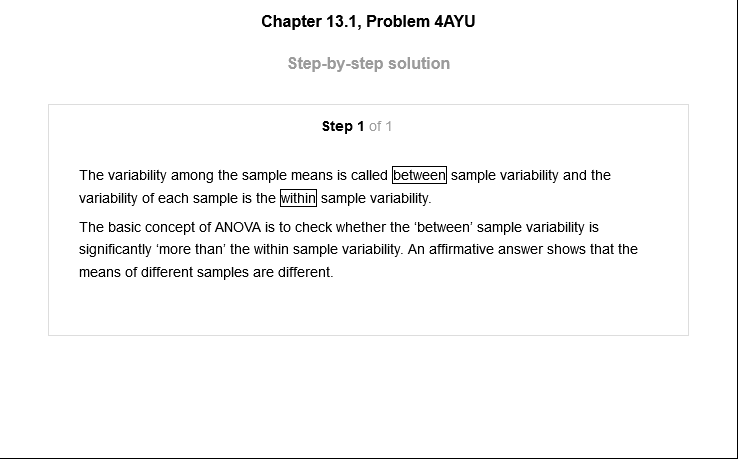 Chapter 13.1, Problem 4AYU
Step-by-step solution
Step 1 of 1
The variability among the sample means is called between sample variability and the
variability of each sample is the within sample variability.
The basic concept of ANOVA is to check whether the ‘between’ sample variability is
significantly ‘more than’ the within sample variability. An affirmative answer shows that the
means of different samples are different.